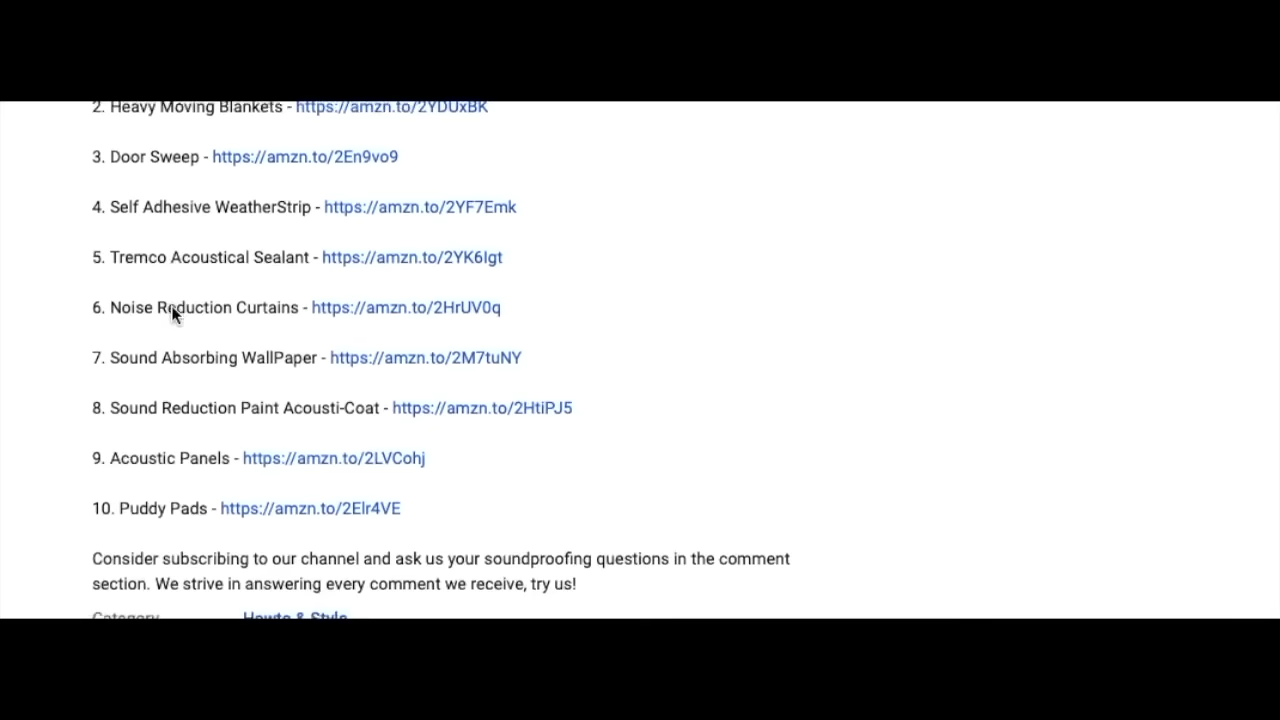 2. Heavy Moving Blankets - https://amzn.to/2YDUxBK
3. Door Sweep - https://amzn.to/2En9vo9
4. Self Adhesive WeatherStrip - https://amzn.to/2YF7Emk
5. Tremco Acoustical Sealant - https://amzn.to/2YK6Igt
6. Noise Reduction Curtains - https://amzn.to/2HrUV0q
7. Sound Absorbing WallPaper - https://amzn.to/2M7tuNY
8. Sound Reduction Paint Acousti-Coat - https://amzn.to/2HtiPJ5
9. Acoustic Panels - https://amzn.to/2LVCohj
10. Puddy Pads - https://amzn.to/2Elr4VE
Consider subscribing to our channel and ask us your soundproofing questions in the comment
section. We strive in answering every comment we receive, try us!
Category Howto & Style